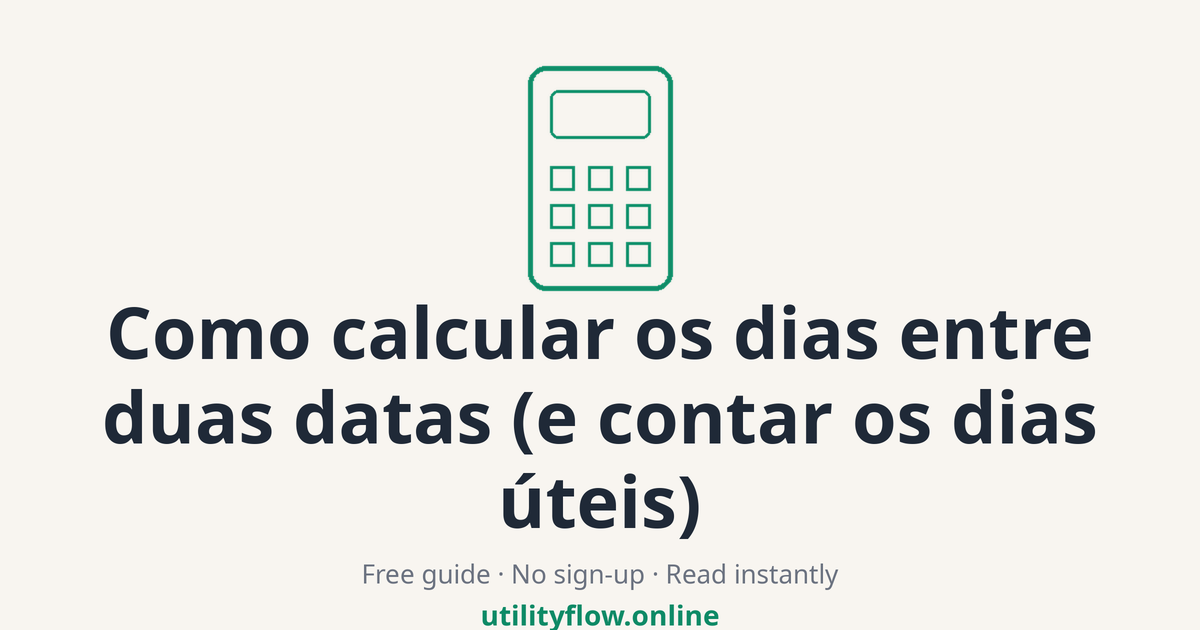 Como calcular os dias entre
duas datas (e contar os dias
úteis)
Free guide · No sign-up · Read instantly
utilityflow.online